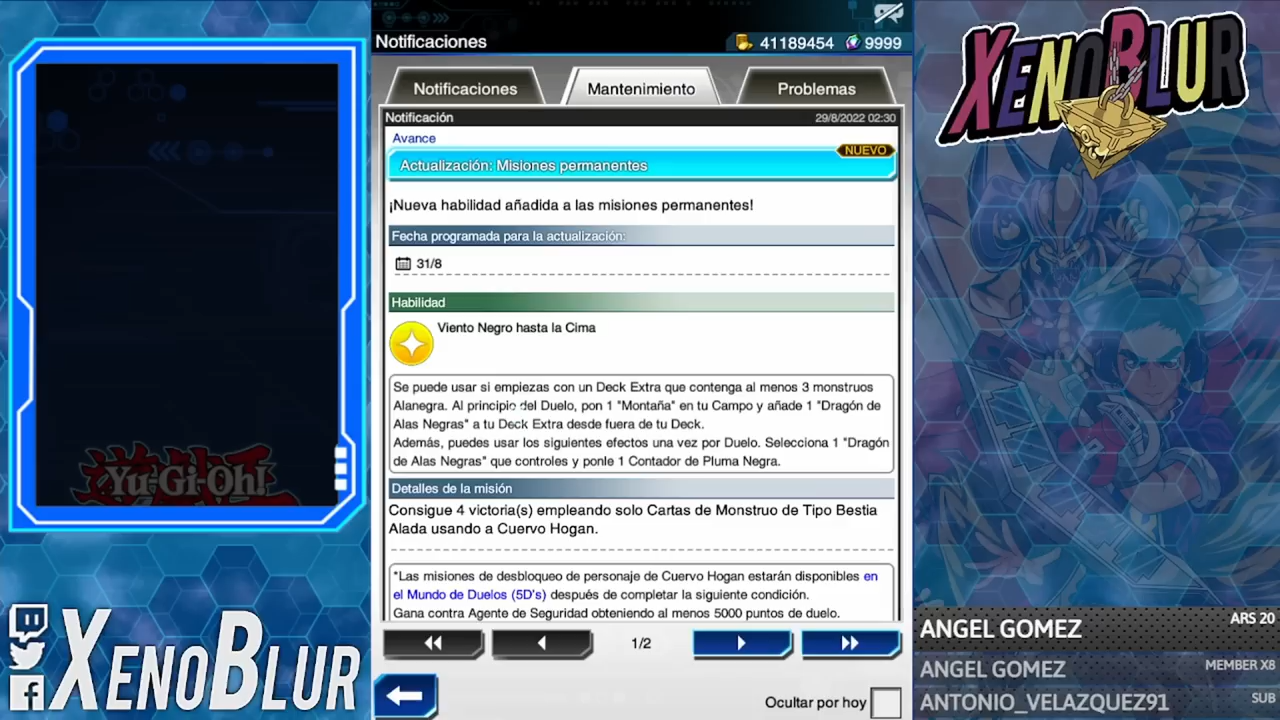 Notificaciones
41189454
9999
Notificaciones
Mantenimiento
Problemas
Notificación
29/8/2022 02:30
Avance
NUEVO
Actualización: Misiones permanentes
¡Nueva habilidad añadida a las misiones permanentes!
Fecha programada para la actualización:
31/8
Habilidad
Viento Negro hasta la Cima
Se puede usar si empiezas con un Deck Extra que contenga al menos 3 monstruos
Alanegra. Al principio del Duelo, pon 1 "Montaña" en tu Campo y añade 1 "Dragón de
Alas Negras" a tu Deck Extra desde fuera de tu Deck.
Además, puedes usar los siguientes efectos una vez por Duelo. Selecciona 1 "Dragón
de Alas Negras" que controles y ponle 1 Contador de Pluma Negra.
Detalles de la misión
Consigue 4 victoria(s) empleando solo Cartas de Monstruo de Tipo Bestia
Alada usando a Cuervo Hogan.
*Las misiones de desbloqueo de personaje de Cuervo Hogan estarán disponibles en
el Mundo de Duelos (5D's) después de completar la siguiente condición.
Gana contra Agente de Seguridad obteniendo al menos 5000 puntos de duelo.
1/2
Ocultar por hoy
Yu-Gi-Oh!
XENOBLUR
XENOBLUR
ANGEL GOMEZ
ARS 20
ANGEL GOMEZ
MEMBER X8
ANTONIO_VELAZQUEZ91
SUB